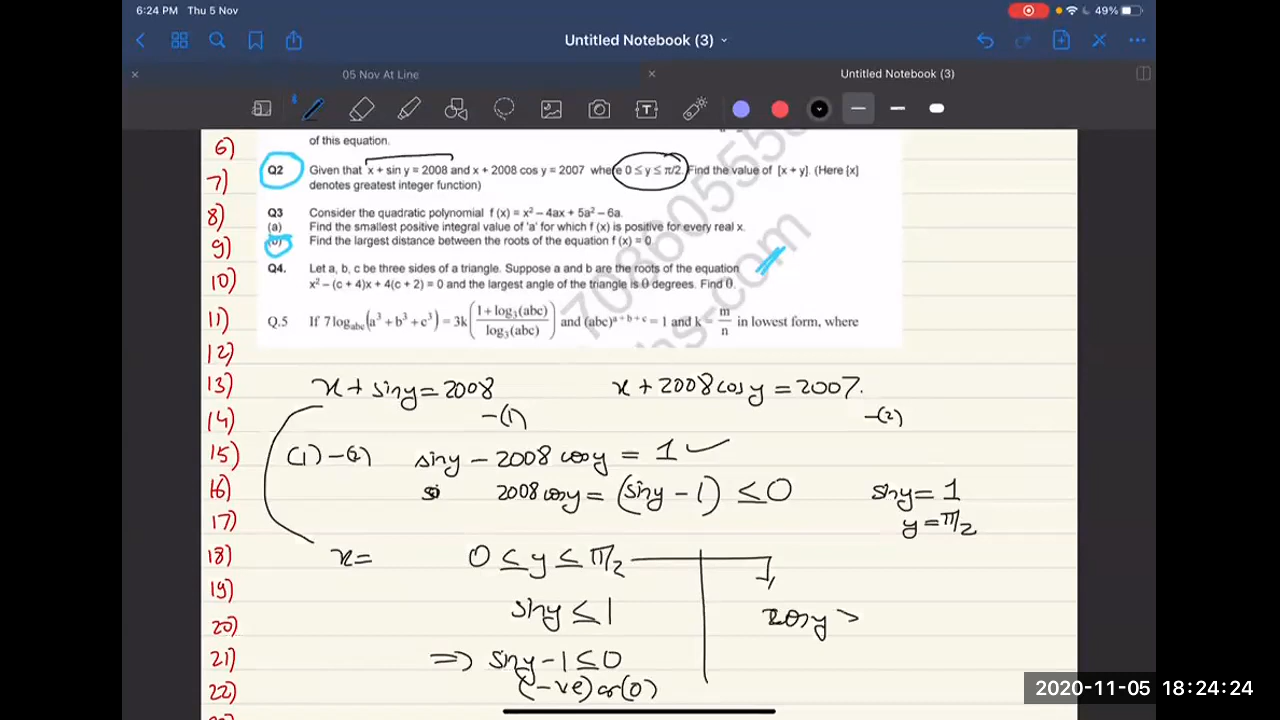 6:24 PM Thu 5 Nov
49%
Untitled Notebook (3)
05 Nov At Line
Untitled Notebook (3)
6)
7)
8)
9)
10)
11)
12)
13)
14)
15)
16)
17)
18)
19)
20)
21)
22)
of this equation.
Q2 Given that x + sin y = 2008 and x + 2008 cos y = 2007 where 0 ≤ y ≤ π/2. Find the value of [x + y]. (Here [x]
denotes greatest integer function)
Q3 Consider the quadratic polynomial f (x) = x² – 4ax + 5a² – 6a.
(a) Find the smallest positive integral value of 'a' for which f (x) is positive for every real x.
(b) Find the largest distance between the roots of the equation f (x) = 0.
Q4. Let a, b, c be three sides of a triangle. Suppose a and b are the roots of the equation
x² – (c + 4)x + 4(c + 2) = 0 and the largest angle of the triangle is θ degrees. Find θ.
Q.5 If 7 log_abc(a³ + b³ + c³) = 3k((1 + log₃(abc))/(log₃(abc))) and (abc)^(a+b+c) = 1 and k = m/n in lowest form, where
x + sin y = 2008 x + 2008 cos y = 2007.
–(1) –(2)
(1) – (2) sin y – 2008 cos y = 1
2008 cos y = (sin y – 1) ≤ 0 sin y = 1
y = π/2
x = 0 ≤ y ≤ π/2
sin y ≤ 1 cos y >
⇒ sin y – 1 ≤ 0
(–ve) or (0)
2020-11-05 18:24:24